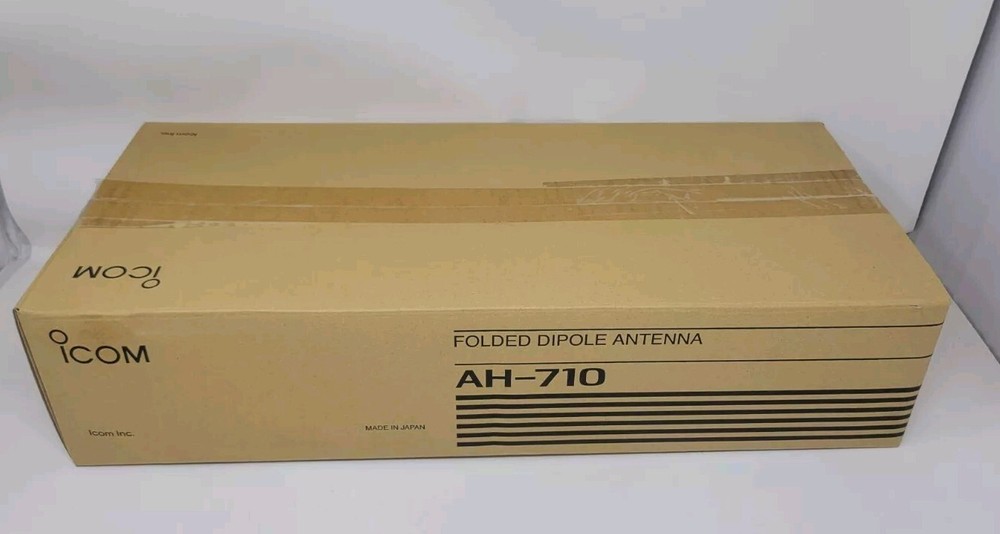 iCOM
iCOM
FOLDED DIPOLE ANTENNA
AH-710
MADE IN JAPAN
Icom Inc.